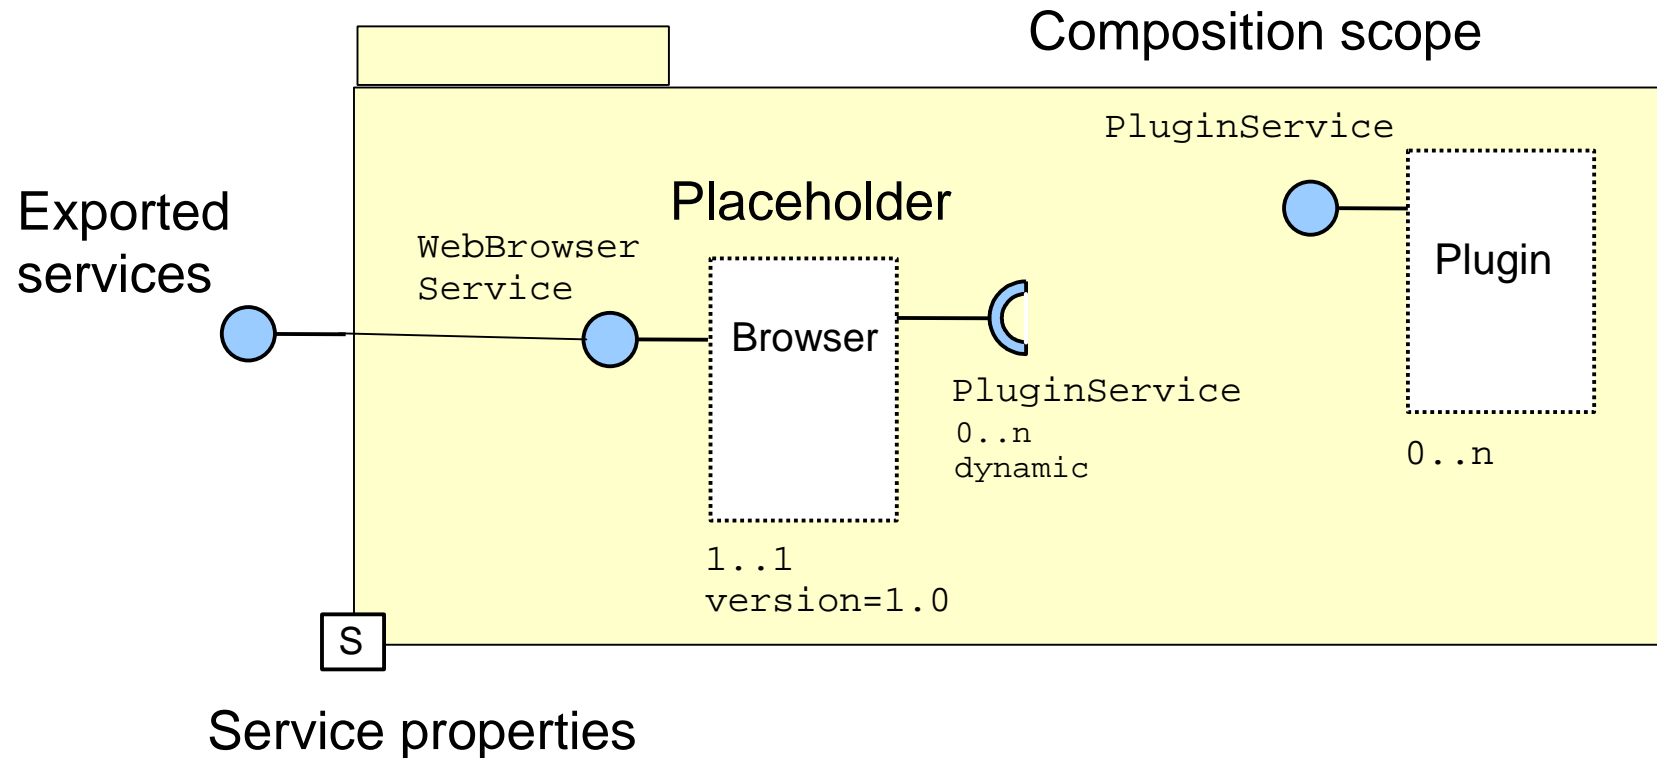 Composition scope
PluginService
Exported
services
Placeholder
WebBrowser
Service
Plugin
Browser
PluginService
0..n
dynamic
0..n
1..1
version=1.0
S
Service properties